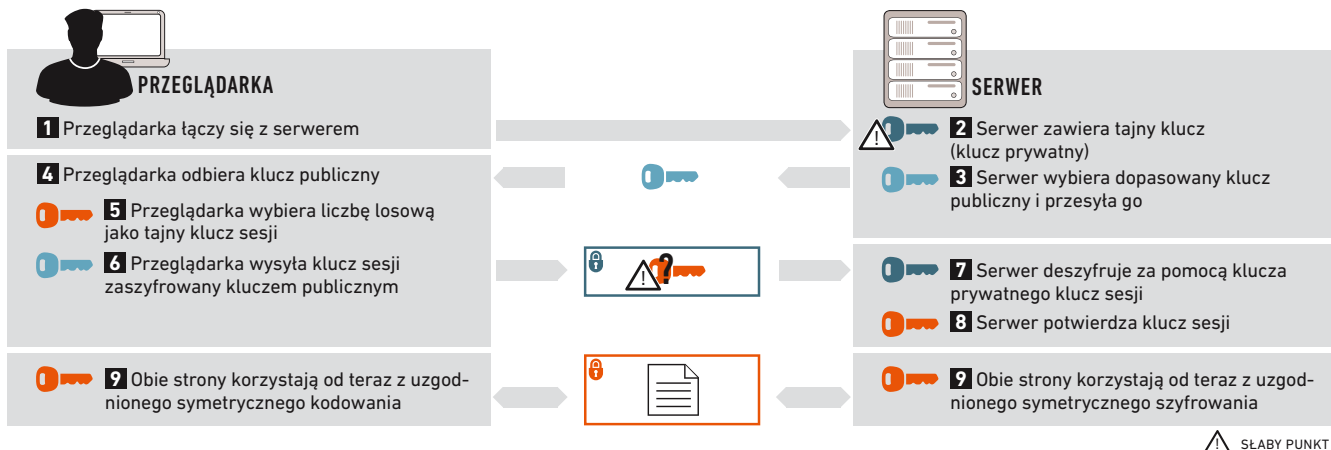 PRZEGLĄDARKA
SERWER
1 Przeglądarka łączy się z serwerem
2 Serwer zawiera tajny klucz
(klucz prywatny)
3 Serwer wybiera dopasowany klucz
publiczny i przesyła go
4 Przeglądarka odbiera klucz publiczny
5 Przeglądarka wybiera liczbę losową
jako tajny klucz sesji
6 Przeglądarka wysyła klucz sesji
zaszyfrowany kluczem publicznym
?
7 Serwer deszyfruje za pomocą klucza
prywatnego klucz sesji
8 Serwer potwierdza klucz sesji
9 Obie strony korzystają od teraz z uzgod-
nionego symetrycznego kodowania
9 Obie strony korzystają od teraz z uzgod-
nionego symetrycznego szyfrowania
SŁABY PUNKT